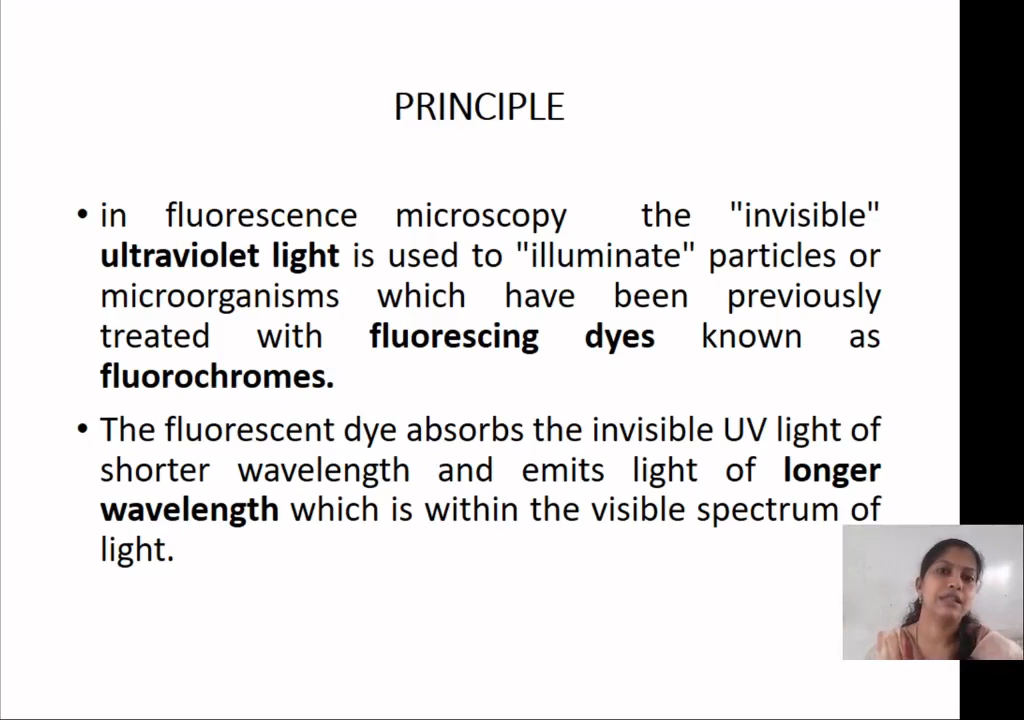 PRINCIPLE
• in fluorescence microscopy the "invisible"
ultraviolet light is used to "illuminate" particles or
microorganisms which have been previously
treated with fluorescing dyes known as
fluorochromes.
• The fluorescent dye absorbs the invisible UV light of
shorter wavelength and emits light of longer
wavelength which is within the visible spectrum of
light.